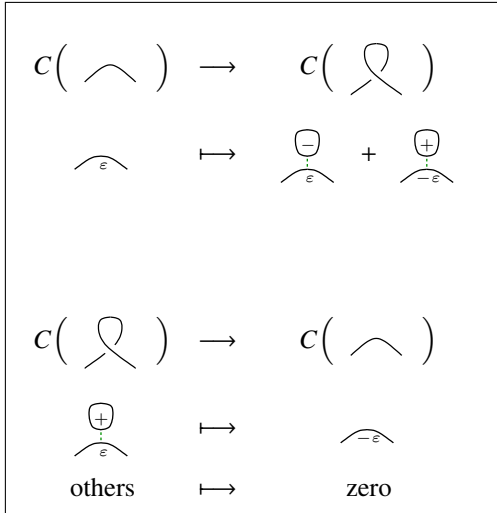 C( ) ⟶ C( )
ε ⟼ − ε + + −ε
C( ) ⟶ C( )
+ ε ⟼ −ε
others ⟼ zero